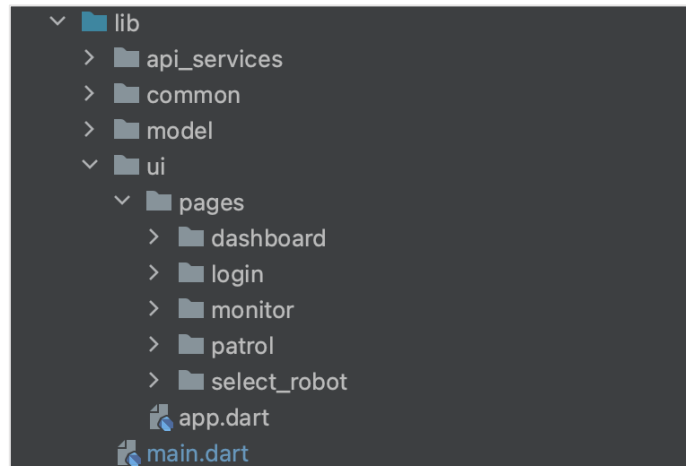 lib
api_services
common
model
ui
pages
dashboard
login
monitor
patrol
select_robot
app.dart
main.dart